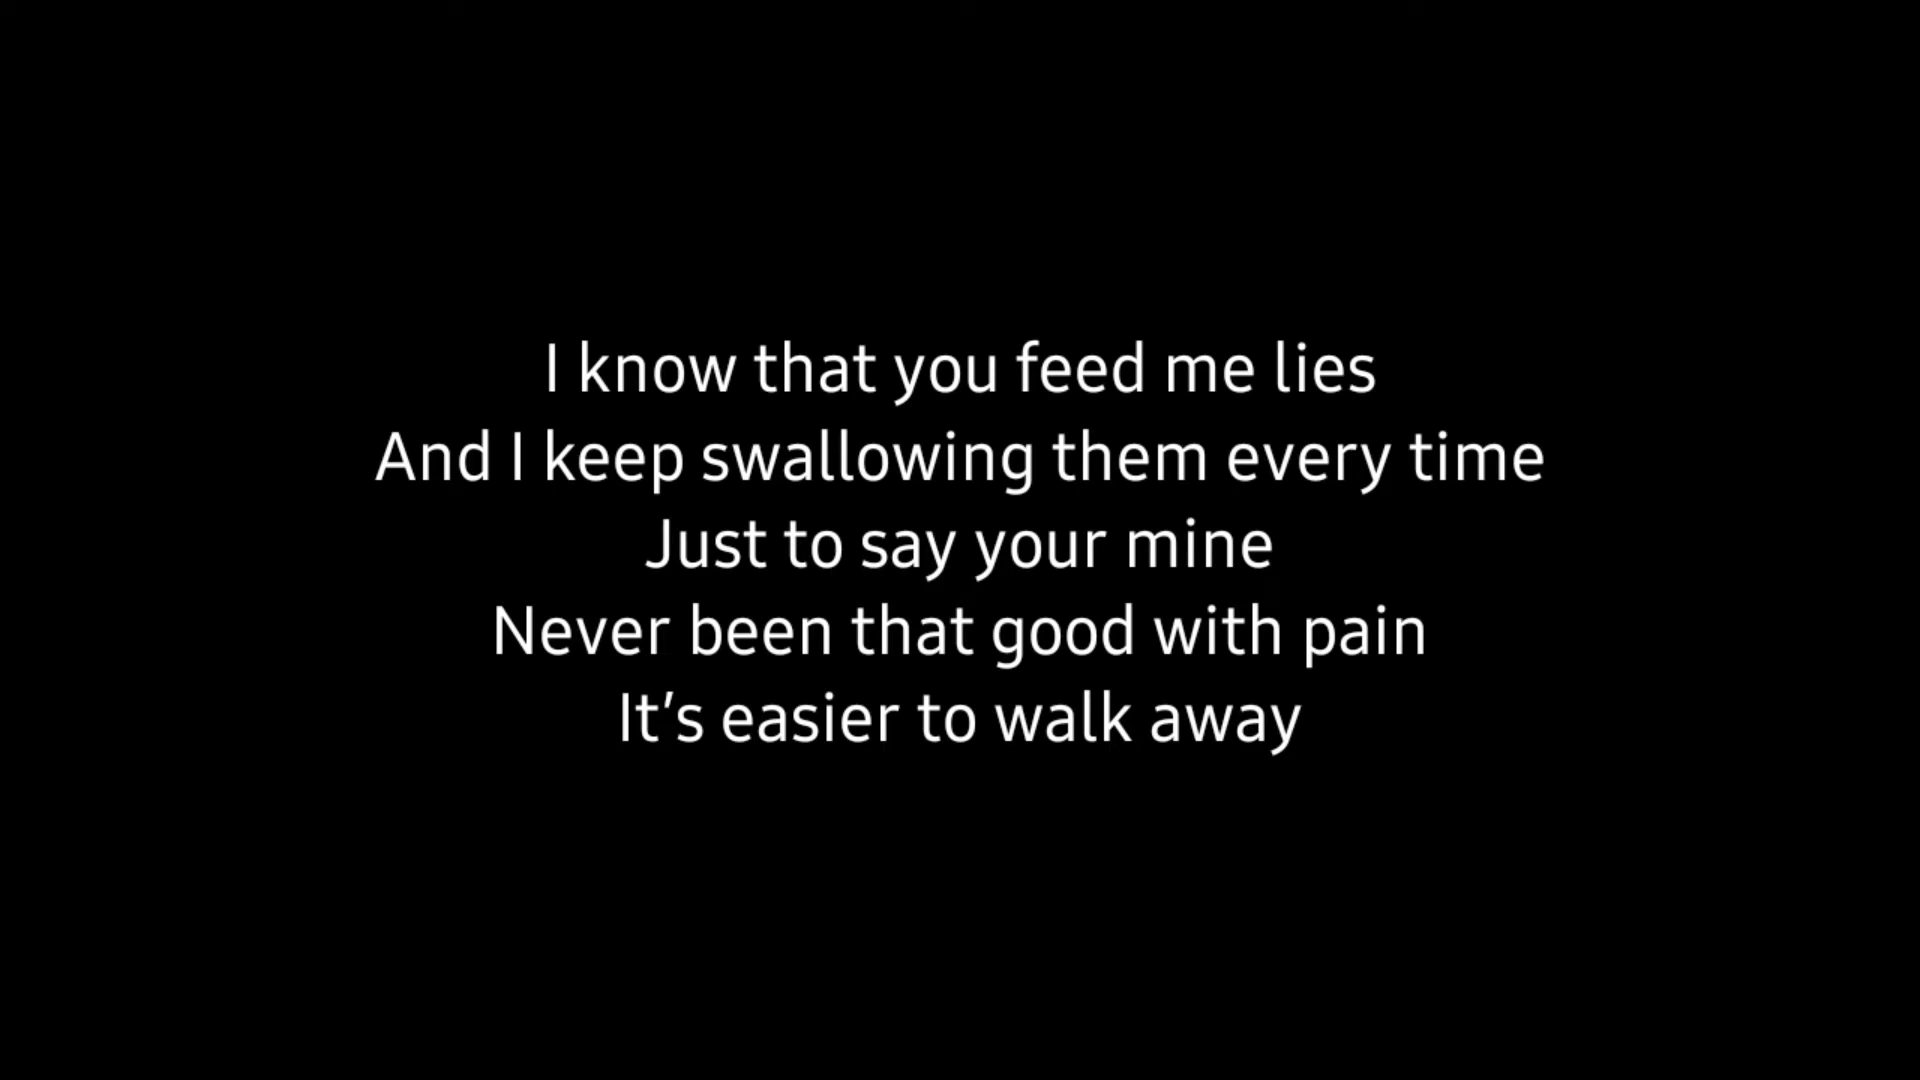 I know that you feed me lies
And I keep swallowing them every time
Just to say your mine
Never been that good with pain
It’s easier to walk away